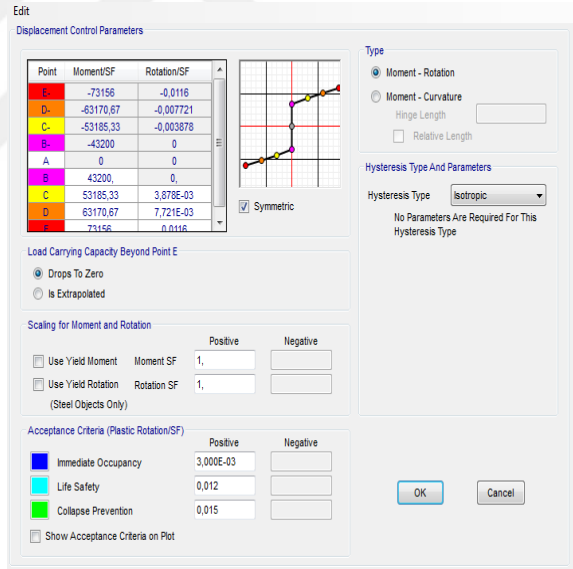 Edit
Displacement Control Parameters
Point Moment/SF Rotation/SF
E- -73156 -0,0116
D- -63170,67 -0,007721
C- -53185,33 -0,003878
B- -43200 0
A 0 0
B 43200, 0,
C 53185,33 3,878E-03
D 63170,67 7,721E-03
E 73156 0,0116
Symmetric
Load Carrying Capacity Beyond Point E
Drops To Zero
Is Extrapolated
Scaling for Moment and Rotation
Positive Negative
Use Yield Moment Moment SF 1,
Use Yield Rotation Rotation SF 1,
(Steel Objects Only)
Acceptance Criteria (Plastic Rotation/SF)
Positive Negative
Immediate Occupancy 3,000E-03
Life Safety 0,012
Collapse Prevention 0,015
Show Acceptance Criteria on Plot
Type
Moment - Rotation
Moment - Curvature
Hinge Length
Relative Length
Hysteresis Type And Parameters
Hysteresis Type Isotropic
No Parameters Are Required For This
Hysteresis Type
OK Cancel